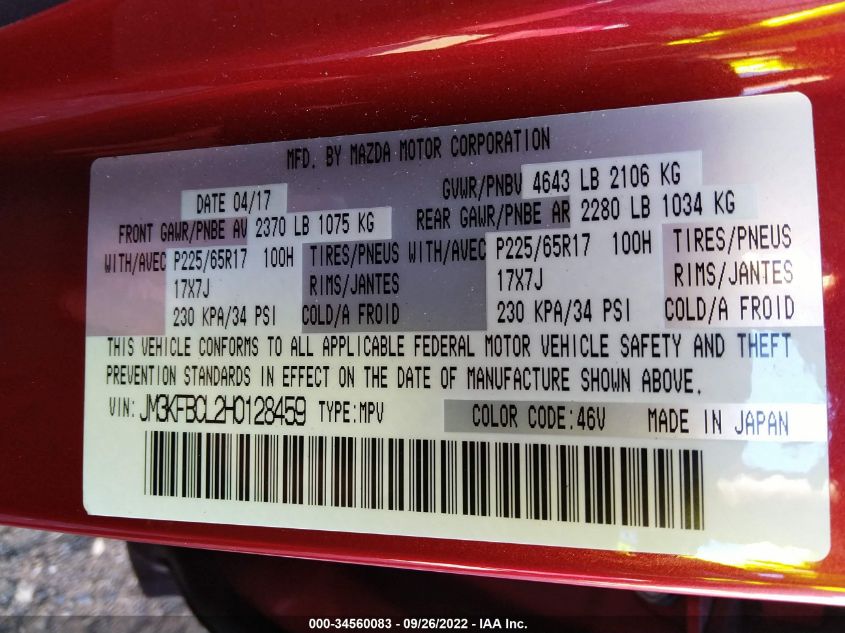 MFD. BY MAZDA MOTOR CORPORATION
DATE 04/17 GVWR/PNBV 4643 LB 2106 KG
FRONT GAWR/PNBE AV 2370 LB 1075 KG REAR GAWR/PNBE AR 2280 LB 1034 KG
WITH/AVEC P225/65R17 100H TIRES/PNEUS WITH/AVEC P225/65R17 100H TIRES/PNEUS
17X7J RIMS/JANTES 17X7J RIMS/JANTES
230 KPA/34 PSI COLD/A FROID 230 KPA/34 PSI COLD/A FROID
THIS VEHICLE CONFORMS TO ALL APPLICABLE FEDERAL MOTOR VEHICLE SAFETY AND THEFT
PREVENTION STANDARDS IN EFFECT ON THE DATE OF MANUFACTURE SHOWN ABOVE.
VIN: JM3KFBCL2H0128459 TYPE:MPV COLOR CODE:46V MADE IN JAPAN
000-34560083 - 09/26/2022 - IAA Inc.